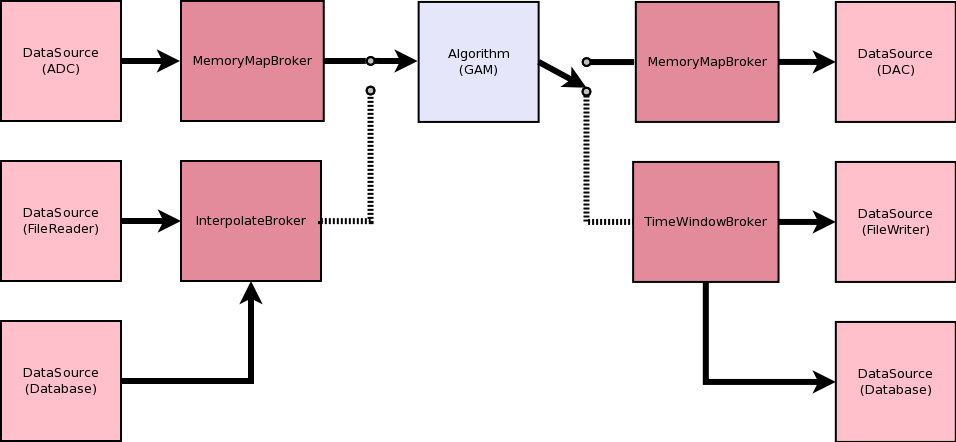 DataSource
(ADC)
MemoryMapBroker
Algorithm
(GAM)
MemoryMapBroker
DataSource
(DAC)
DataSource
(FileReader)
InterpolateBroker
TimeWindowBroker
DataSource
(FileWriter)
DataSource
(Database)
DataSource
(Database)